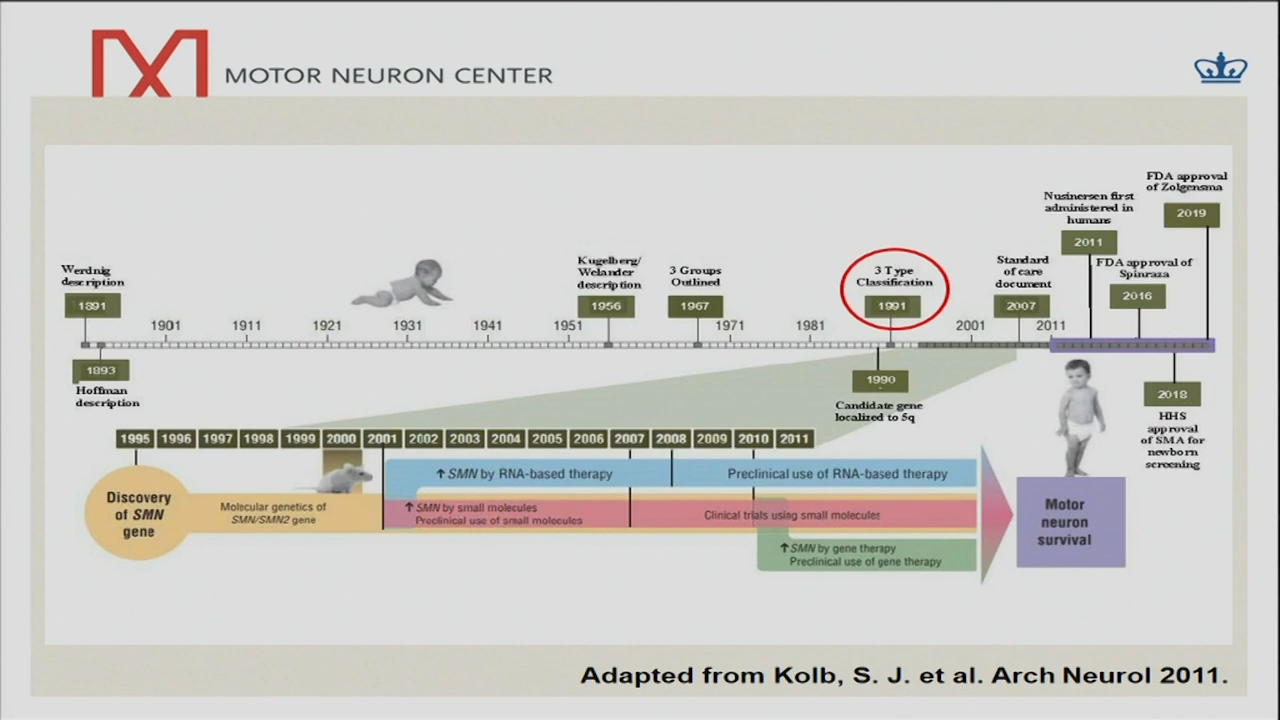 MOTOR NEURON CENTER
FDA approval
of Zolgensma
2019
Nusinersen first
administered in
humans
2011
FDA approval of
Spinraza
2016
Werdnig
description
1891
Kugelberg/
Welander
description
1956
3 Groups
Outlined
1967
3 Type
Classification
1991
Standard
of care
document
2007
1901 1911 1921 1931 1941 1951 1971 1981 2001 2011
1893
Hoffman
description
1990
Candidate gene
localized to 5q
2018
HHS
approval
of SMA for
newborn
screening
1995 1996 1997 1998 1999 2000 2001 2002 2003 2004 2005 2006 2007 2008 2009 2010 2011
Discovery
of SMN
gene
Molecular genetics of
SMN/SMN2 gene
↑ SMN by RNA-based therapy
Preclinical use of RNA-based therapy
↑ SMN by small molecules
Preclinical use of small molecules
Clinical trials using small molecules
↑ SMN by gene therapy
Preclinical use of gene therapy
Motor
neuron
survival
Adapted from Kolb, S. J. et al. Arch Neurol 2011.